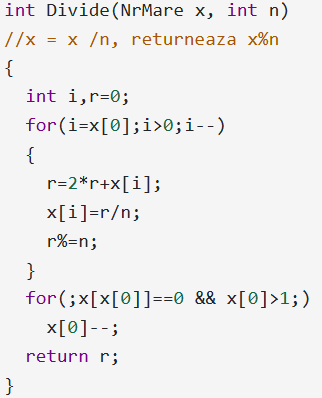 int Divide(NrMare x, int n)
//x = x /n, returneaza x%n
{
  int i,r=0;
  for(i=x[0];i>0;i--)
  {
    r=2*r+x[i];
    x[i]=r/n;
    r%=n;
  }
  for(;x[x[0]]==0 && x[0]>1;)
    x[0]--;
  return r;
}